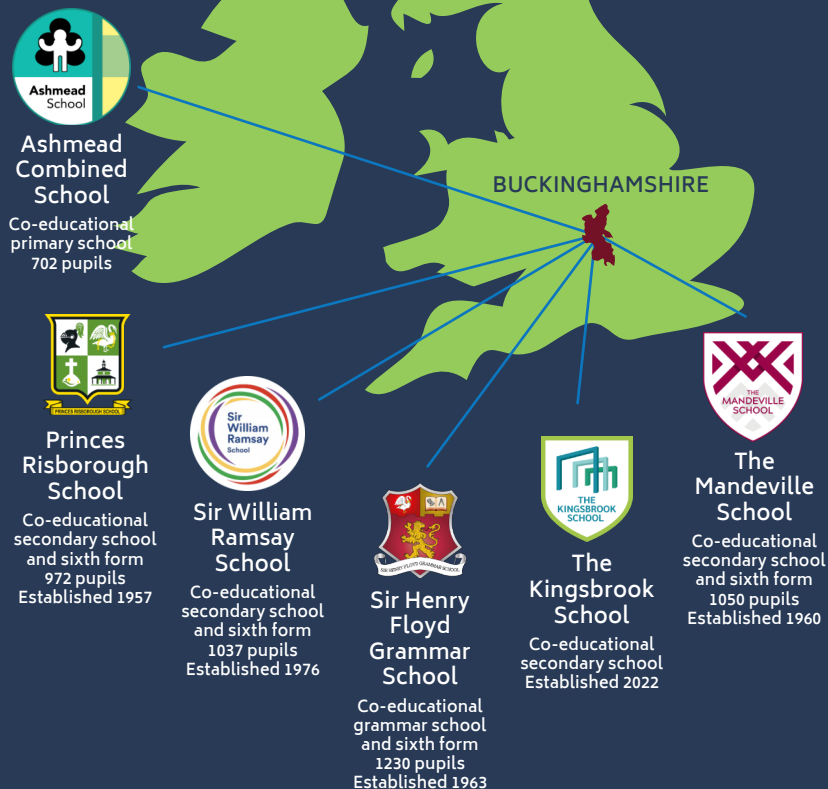 Ashmead
School
Ashmead
Combined
School
Co-educational
primary school
702 pupils
BUCKINGHAMSHIRE
PRINCES RISBOROUGH SCHOOL
Princes
Risborough
School
Co-educational
secondary school
and sixth form
972 pupils
Established 1957
Sir
William
Ramsay
School
Sir William
Ramsay
School
Co-educational
secondary school
and sixth form
1037 pupils
Established 1976
SIR HENRY FLOYD GRAMMAR SCHOOL
Sir Henry
Floyd
Grammar
School
Co-educational
grammar school
and sixth form
1230 pupils
Established 1963
THE
KINGSBROOK
SCHOOL
The
Kingsbrook
School
Co-educational
secondary school
Established 2022
THE
MANDEVILLE
SCHOOL
The
Mandeville
School
Co-educational
secondary school
and sixth form
1050 pupils
Established 1960